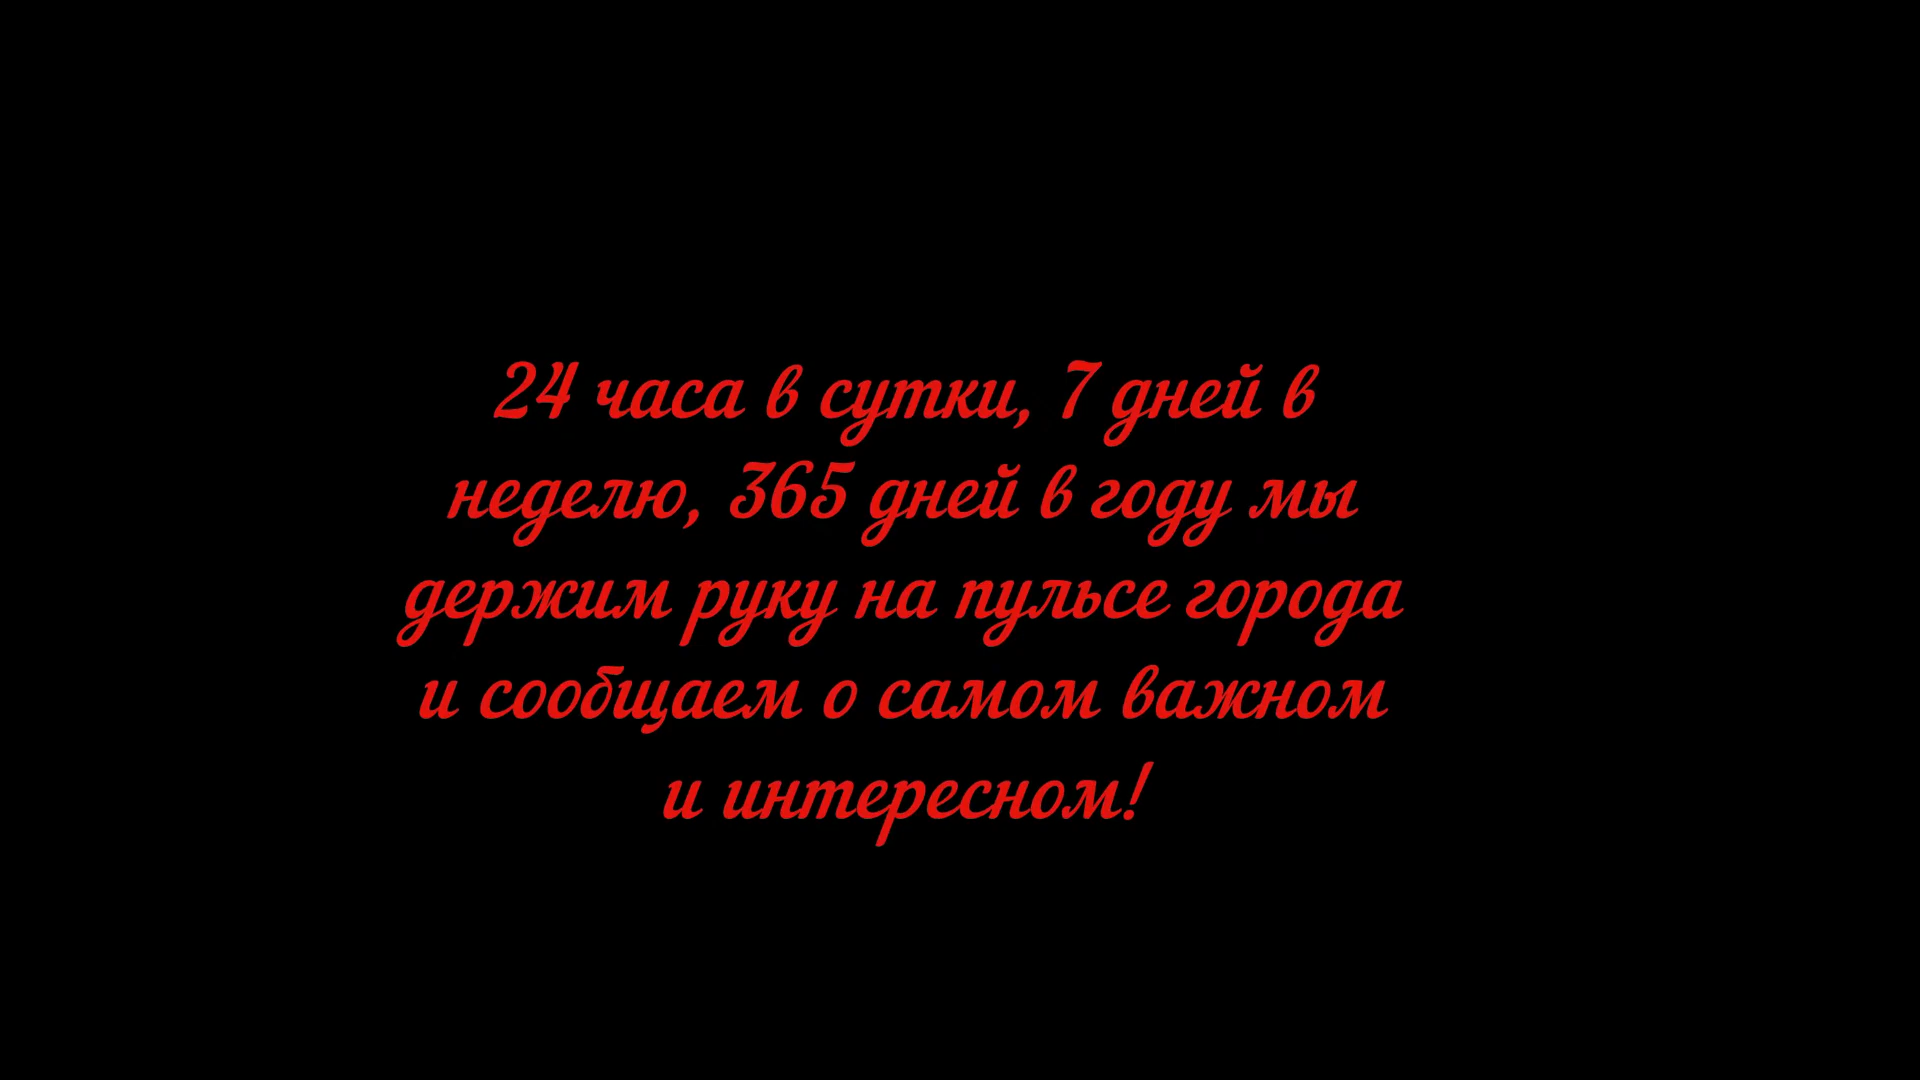 24 часа в сутки, 7 дней в
неделю, 365 дней в году мы
держим руку на пульсе города
и сообщаем о самом важном
и интересном!